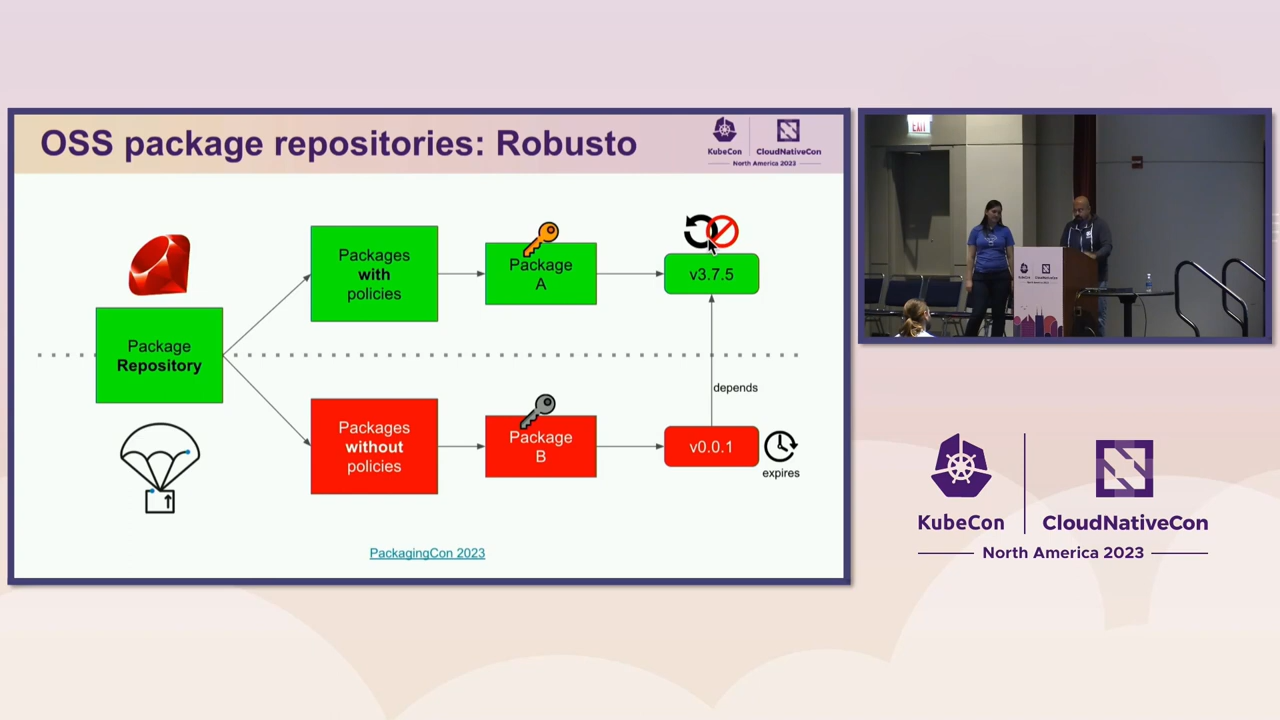 OSS package repositories: Robusto
KubeCon
CloudNativeCon
North America 2023
Packages
with
policies
Package
A
v3.7.5
Package
Repository
depends
Packages
without
policies
Package
B
v0.0.1
expires
PackagingCon 2023
EXIT
KubeCon
CloudNativeCon
North America 2023